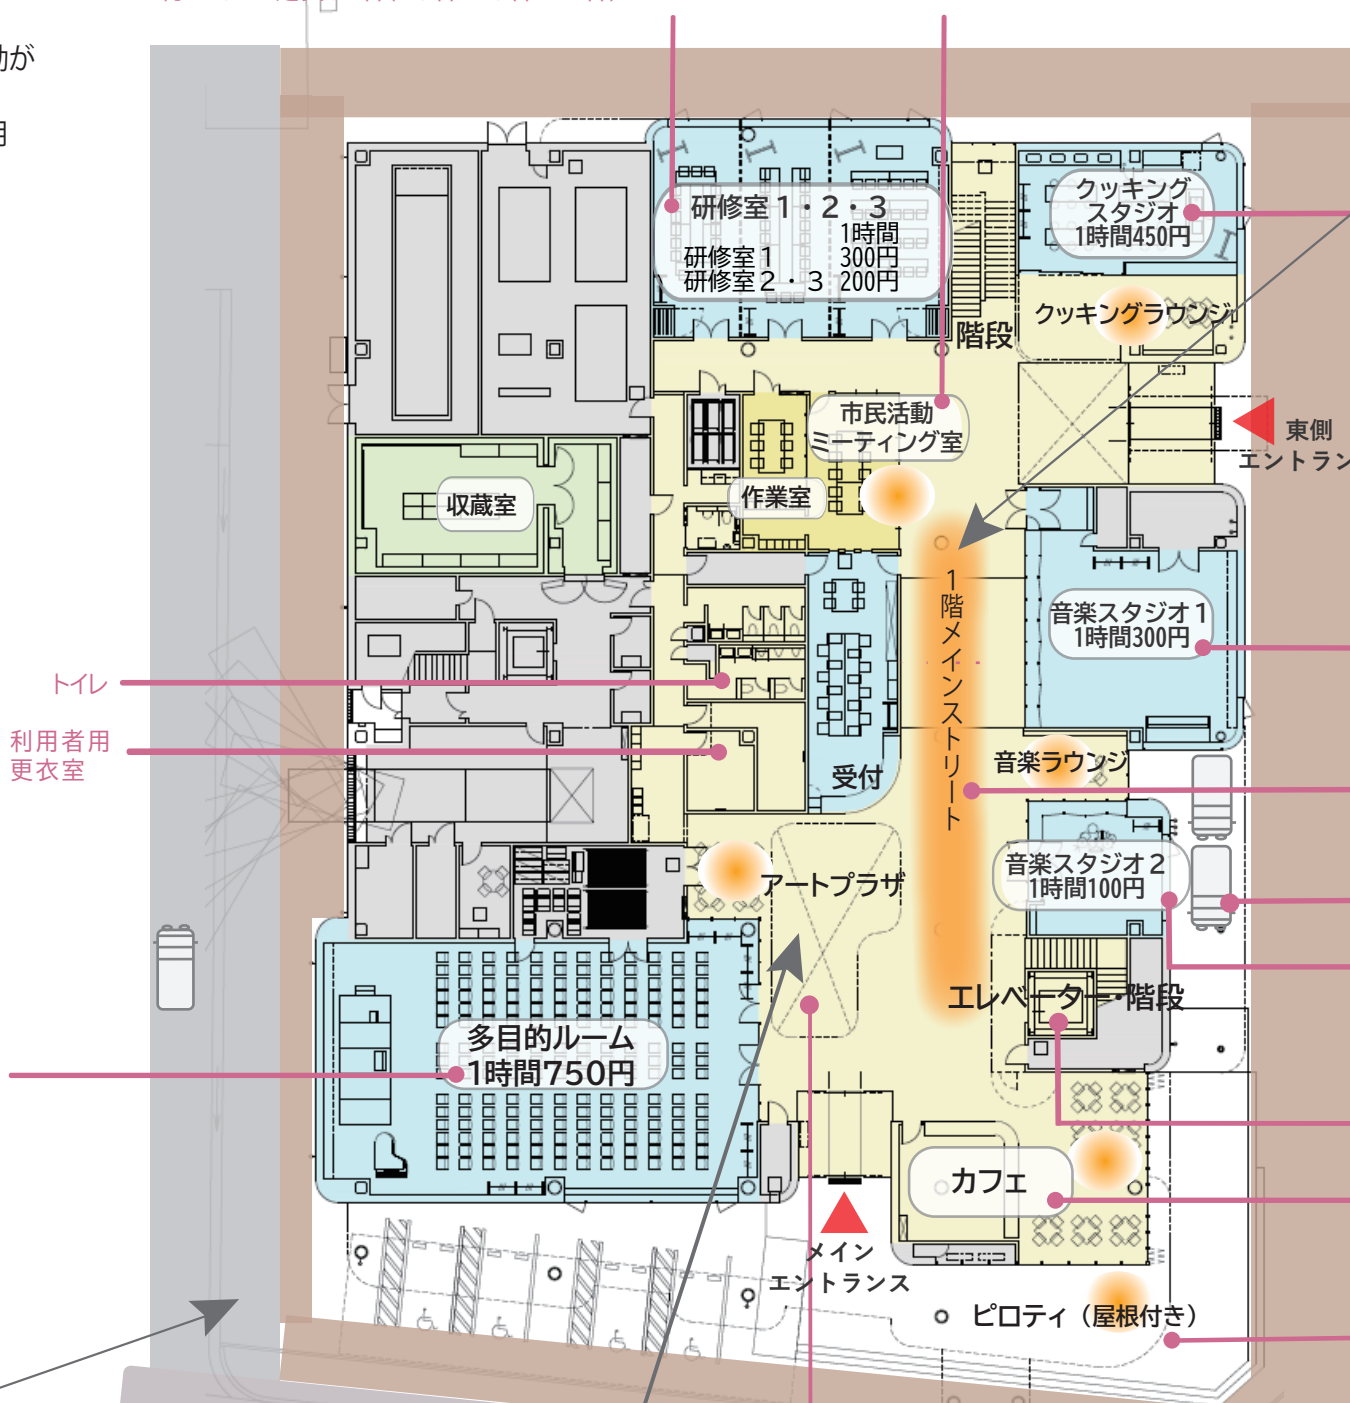 動が
研修室１・２・３
1時間
研修室１ 300円
研修室２・３ 200円
クッキング
スタジオ
1時間450円
クッキングラウンジ
階段
市民活動
ミーティング室
東側
エントラン
収蔵室
作業室
1階メインストリート
音楽スタジオ１
1時間300円
トイレ
利用者用
更衣室
受付
音楽ラウンジ
アートプラザ
音楽スタジオ２
1時間100円
エレベーター・階段
多目的ルーム
1時間750円
カフェ
メイン
エントランス
ピロティ（屋根付き）